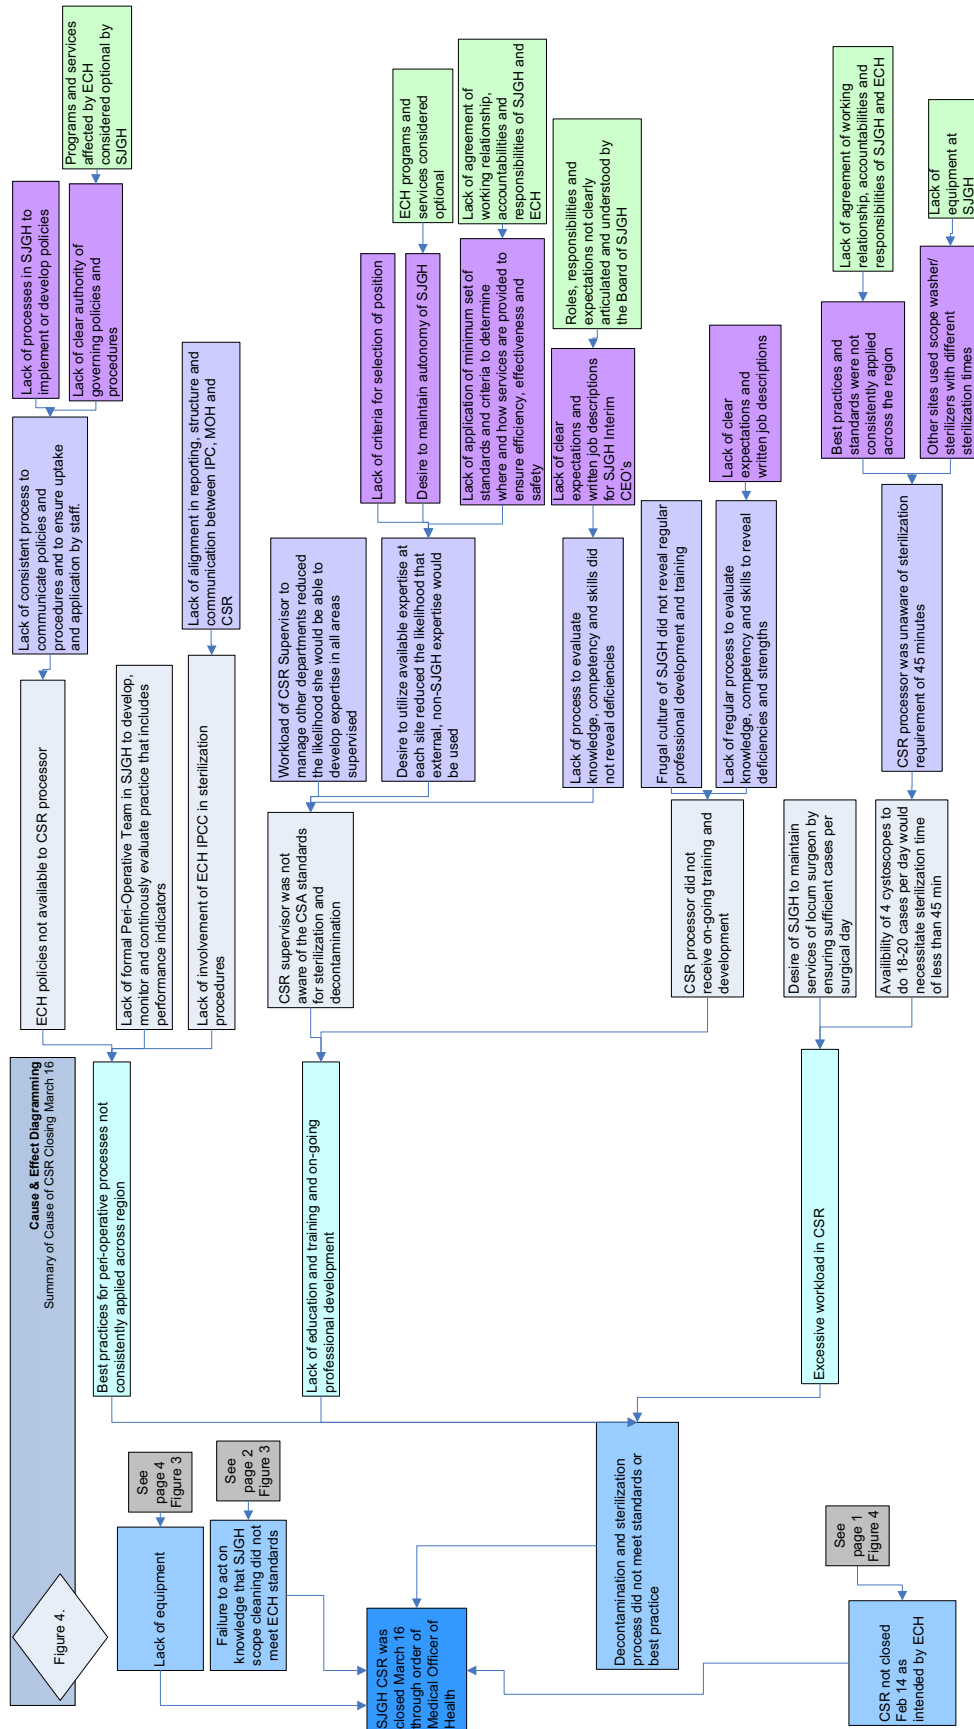 Cause & Effect Diagramming
Summary of Cause of CSR Closing March 16
Figure 4.
See
page 4
Figure 3
Lack of equipment
See
page 2
Figure 3
Failure to act on
knowledge that SJGH
scope cleaning did not
meet ECH standards
SJGH CSR was
closed March 16
through order of
Medical Officer of
Health
Decontamination and sterilization
process did not meet standards or
best practice
See
page 1
Figure 4
CSR not closed
Feb 14 as
intended by ECH
Best practices for peri-operative processes not
consistently applied across region
Lack of education and training and on-going
professional development
Excessive workload in CSR
ECH policies not available to CSR processor
Lack of formal Peri-Operative Team in SJGH to develop,
monitor and continously evaluate practice that includes
performance indicators
Lack of involvement of ECH IPCC in sterilization
procedures
CSR supervisor was not
aware of the CSA standards
for sterilization and
decontamination
CSR processor did not
receive on-going training and
development
Desire of SJGH to maintain
services of locum surgeon by
ensuring sufficient cases per
surgical day
Availibility of 4 cystoscopes to
do 18-20 cases per day would
necessitate sterilization time
of less than 45 min
Lack of consistent process to
communicate policies and
procedures and to ensure uptake
and application by staff.
Lack of alignment in reporting, structure and
communication between IPC, MOH and
CSR
Workload of CSR Supervisor to
manage other departments reduced
the likelihood she would be able to
develop expertise in all areas
supervised
Desire to utilize available expertise at
each site reduced the likelihood that
external, non-SJGH expertise would
be used
Lack of process to evaluate
knowledge, competency and skills did
not reveal deficiencies
Frugal culture of SJGH did not reveal regular
professional development and training
Lack of regular process to evaluate
knowledge, competency and skills to reveal
deficiencies and strengths
CSR processor was unaware of sterilization
requirement of 45 minutes
Lack of processes in SJGH to
implement or develop policies
Lack of clear authority of
governing policies and
procedures
Lack of criteria for selection of position
Desire to maintain autonomy of SJGH
Lack of application of minimum set of
standards and criteria to determine
where and how services are provided to
ensure efficiency, effectiveness and
safety
Lack of clear
expectations and
written job descriptions
for SJGH Interim
CEO's
Lack of clear
expectations and
written job descriptions
Best practices and
standards were not
consistently applied
across the region
Other sites used scope washer/
sterilizers with different
sterilization times
Programs and services
affected by ECH
considered optional by
SJGH
ECH programs and
services considered
optional
Lack of agreement of
working relationship,
accountabilities and
responsibilities of SJGH and
ECH
Roles, responsibilities and
expectations not clearly
articulated and understood by
the Board of SJGH
Lack of agreement of working
relationship, accountabilities and
responsibilities of SJGH and ECH
Lack of
equipment at
SJGH